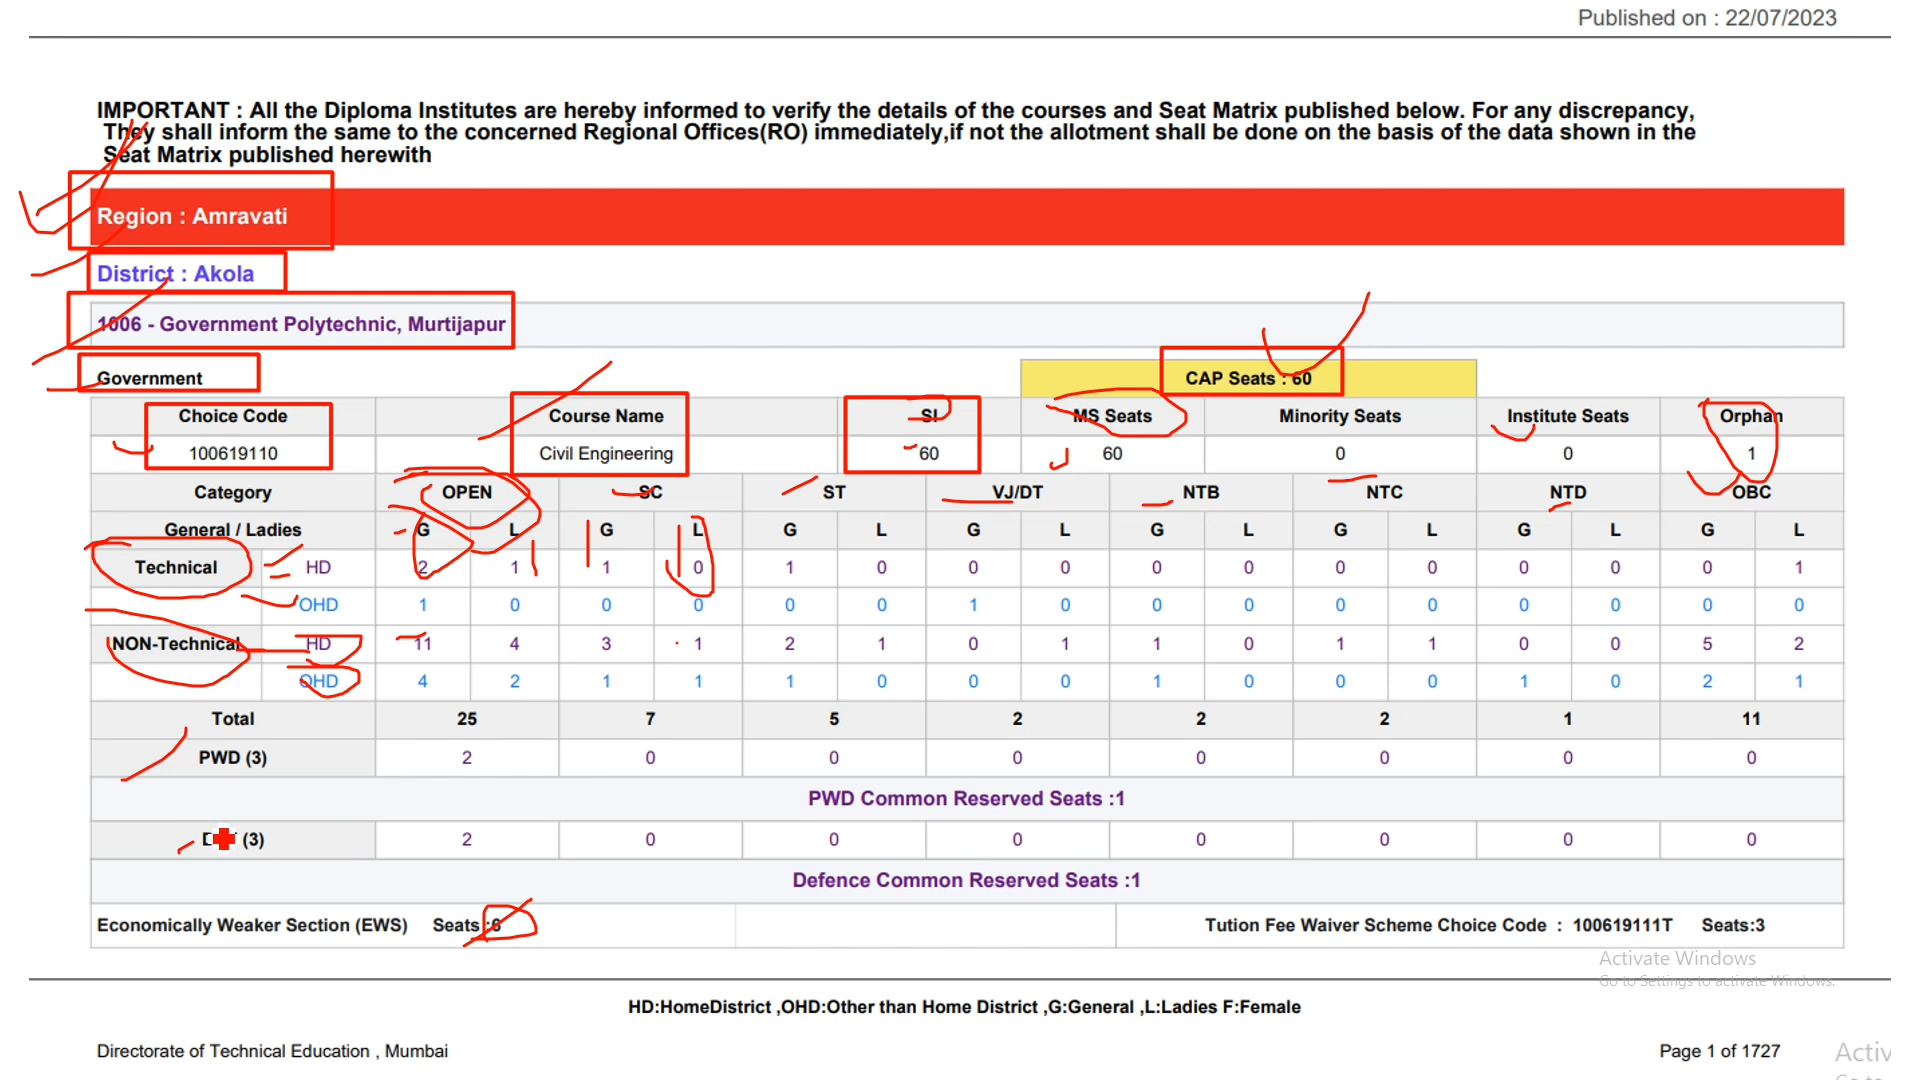 Published on : 22/07/2023
IMPORTANT : All the Diploma Institutes are hereby informed to verify the details of the courses and Seat Matrix published below. For any discrepancy,
They shall inform the same to the concerned Regional Offices(RO) immediately,if not the allotment shall be done on the basis of the data shown in the
Seat Matrix published herewith
Region : Amravati
District : Akola
1006 - Government Polytechnic, Murtijapur
Government CAP Seats : 60
Choice Code Course Name SI MS Seats Minority Seats Institute Seats Orphan
100619110 Civil Engineering 60 60 0 0 1
Category OPEN SC ST VJ/DT NTB NTC NTD OBC
General / Ladies G L G L G L G L G L G L G L G L
Technical HD 2 1 1 0 1 0 0 0 0 0 0 0 0 0 0 1
OHD 1 0 0 0 0 0 1 0 0 0 0 0 0 0 0 0
NON-Technical HD 11 4 3 1 2 1 0 1 1 0 1 1 0 0 5 2
OHD 4 2 1 1 1 0 0 0 1 0 0 0 1 0 2 1
Total 25 7 5 2 2 2 1 11
PWD (3) 2 0 0 0 0 0 0 0
PWD Common Reserved Seats :1
(3) 2 0 0 0 0 0 0 0
Defence Common Reserved Seats :1
Economically Weaker Section (EWS) Seats :6 Tution Fee Waiver Scheme Choice Code : 100619111T Seats:3
Activate Windows
Go to Settings to activate Windows.
HD:HomeDistrict ,OHD:Other than Home District ,G:General ,L:Ladies F:Female
Directorate of Technical Education , Mumbai Page 1 of 1727